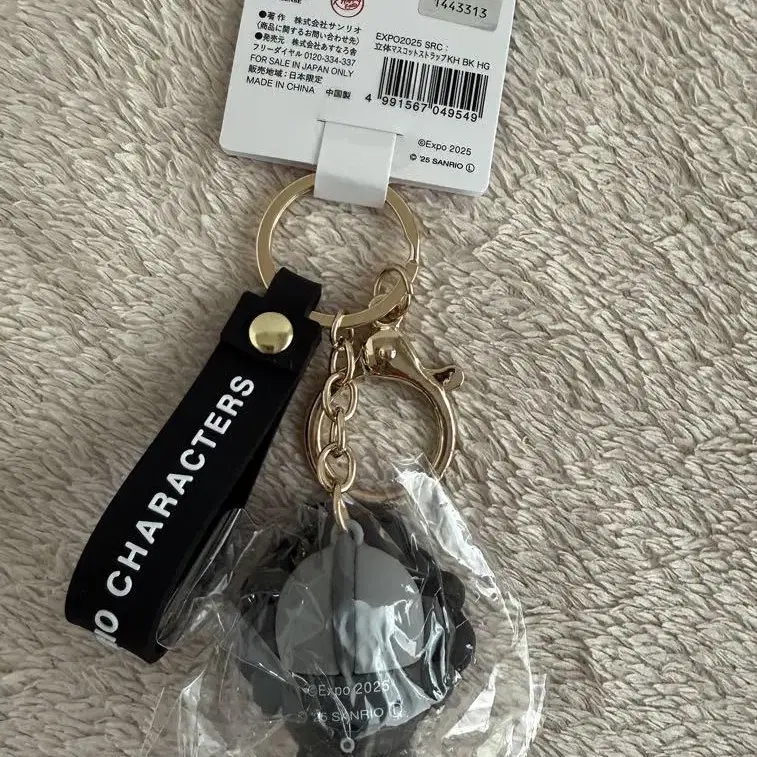 1443313
●著作 株式会社サンリオ
(商品に関するお問い合わせ先)
●発売元 株式会社あすなろ舎
フリーダイヤル 0120-334-337
FOR SALE IN JAPAN ONLY
販売地域:日本限定
MADE IN CHINA 中国製
EXPO2025 SRC:
立体マスコットストラップKH BK HG
4 991567 049549
©Expo 2025
© '25 SANRIO Ⓛ
IO CHARACTERS
©Expo 2025
© '25 SANRIO Ⓛ